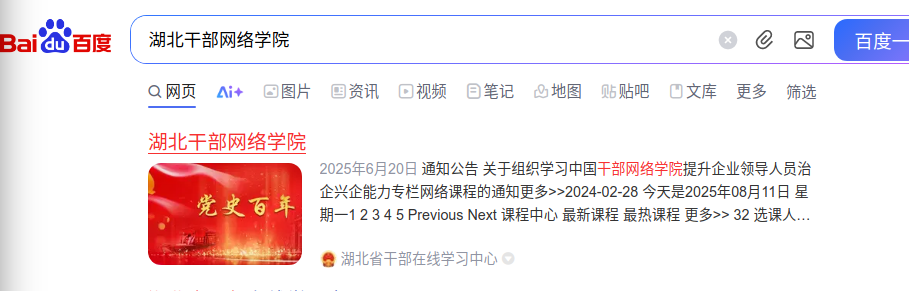 Baidu百度
湖北干部网络学院
百度一
网页 Ai+ 图片 资讯 视频 笔记 地图 贴吧 文库 更多 筛选
湖北干部网络学院
党史百年
2025年6月20日 通知公告 关于组织学习中国干部网络学院提升企业领导人员治
企兴企能力专栏网络课程的通知更多>>2024-02-28 今天是2025年08月11日 星
期一1 2 3 4 5 Previous Next 课程中心 最新课程 最热课程 更多>> 32 选课人...
湖北省干部在线学习中心